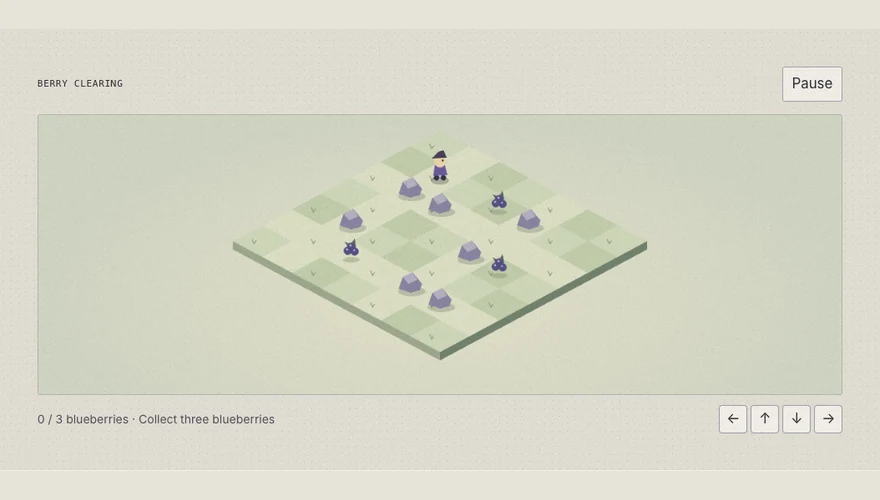 BERRY CLEARING
Pause
0 / 3 blueberries · Collect three blueberries
← ↑ ↓ →